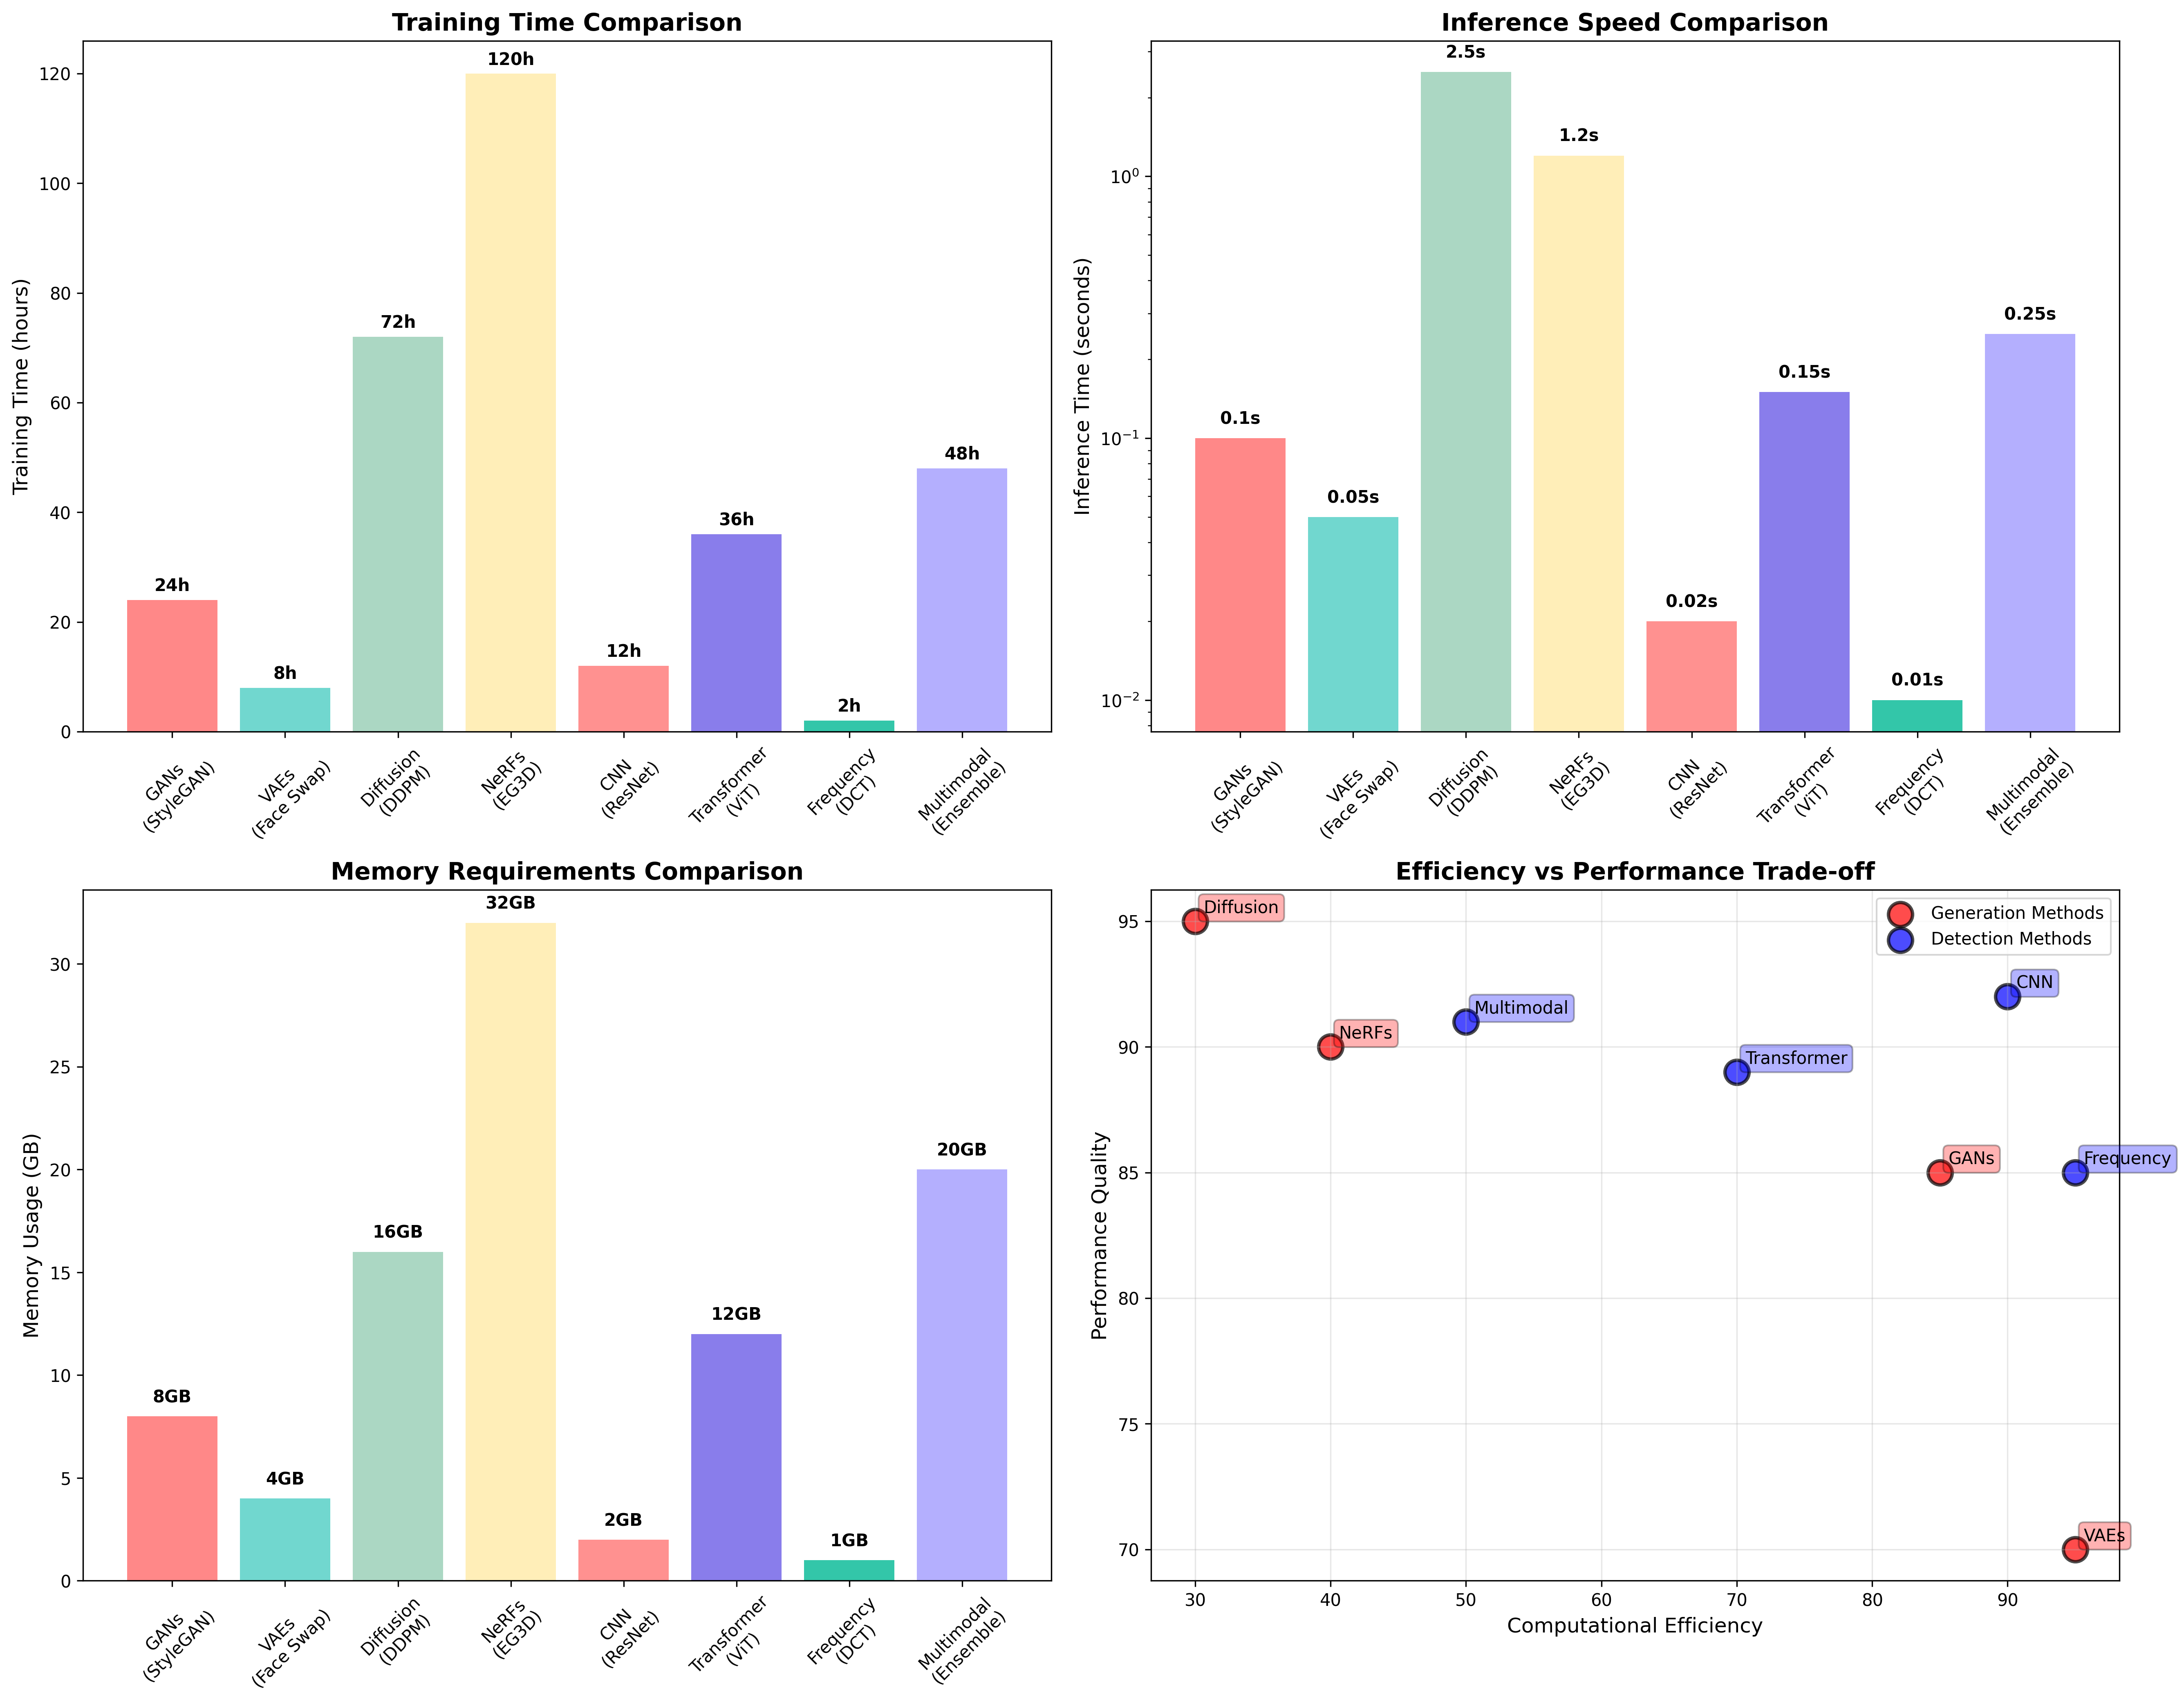 Training Time Comparison
Training Time (hours)
120
100
80
60
40
20
0
24h
8h
72h
120h
12h
36h
2h
48h
GANs
(StyleGAN)
VAEs
(Face Swap)
Diffusion
(DDPM)
NeRFs
(EG3D)
CNN
(ResNet)
Transformer
(ViT)
Frequency
(DCT)
Multimodal
(Ensemble)
Inference Speed Comparison
Inference Time (seconds)
10⁰
10⁻¹
10⁻²
0.1s
0.05s
2.5s
1.2s
0.02s
0.15s
0.01s
0.25s
GANs
(StyleGAN)
VAEs
(Face Swap)
Diffusion
(DDPM)
NeRFs
(EG3D)
CNN
(ResNet)
Transformer
(ViT)
Frequency
(DCT)
Multimodal
(Ensemble)
Memory Requirements Comparison
Memory Usage (GB)
30
25
20
15
10
5
0
8GB
4GB
16GB
32GB
2GB
12GB
1GB
20GB
GANs
(StyleGAN)
VAEs
(Face Swap)
Diffusion
(DDPM)
NeRFs
(EG3D)
CNN
(ResNet)
Transformer
(ViT)
Frequency
(DCT)
Multimodal
(Ensemble)
Efficiency vs Performance Trade-off
Performance Quality
95
90
85
80
75
70
Generation Methods
Detection Methods
Diffusion
CNN
Multimodal
NeRFs
Transformer
GANs
Frequency
VAEs
30
40
50
60
70
80
90
Computational Efficiency